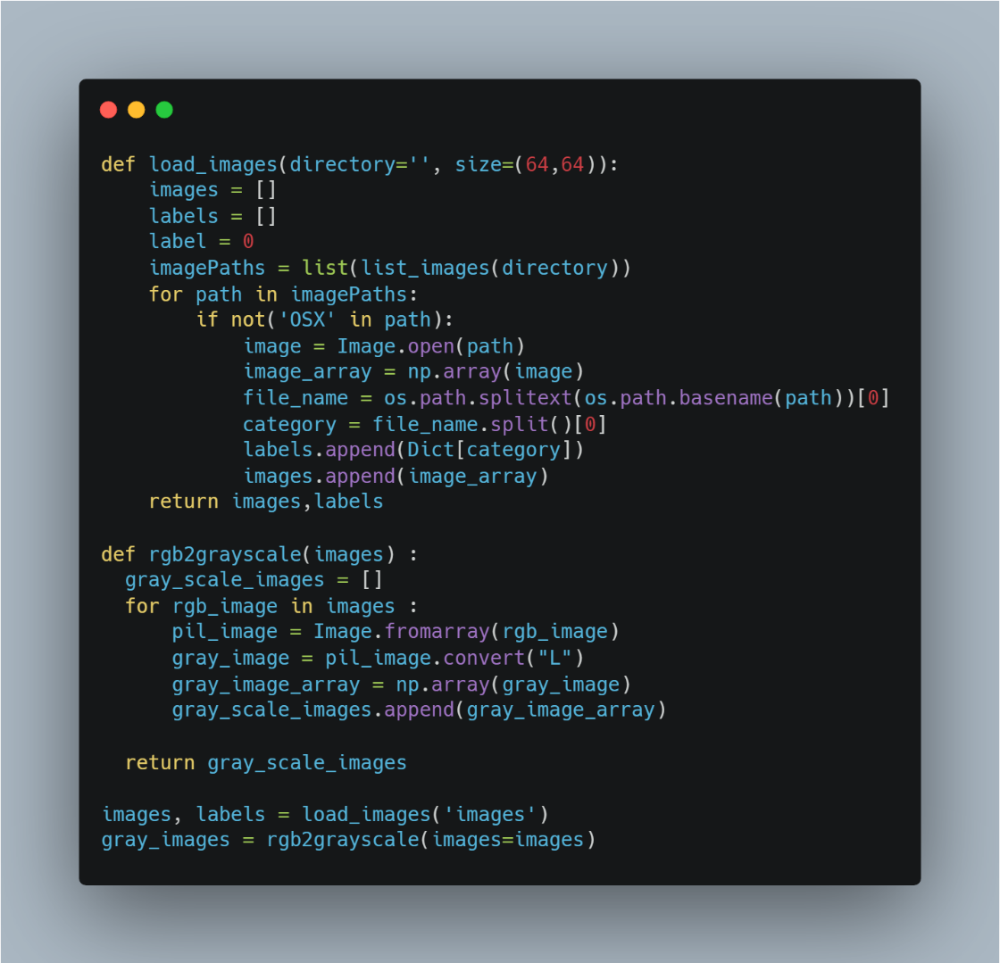 def load_images(directory='', size=(64,64)):
    images = []
    labels = []
    label = 0
    imagePaths = list(list_images(directory))
    for path in imagePaths:
        if not('OSX' in path):
            image = Image.open(path)
            image_array = np.array(image)
            file_name = os.path.splitext(os.path.basename(path))[0]
            category = file_name.split()[0]
            labels.append(Dict[category])
            images.append(image_array)
    return images,labels

def rgb2grayscale(images) :
  gray_scale_images = []
  for rgb_image in images :
      pil_image = Image.fromarray(rgb_image)
      gray_image = pil_image.convert("L")
      gray_image_array = np.array(gray_image)
      gray_scale_images.append(gray_image_array)

  return gray_scale_images

images, labels = load_images('images')
gray_images = rgb2grayscale(images=images)